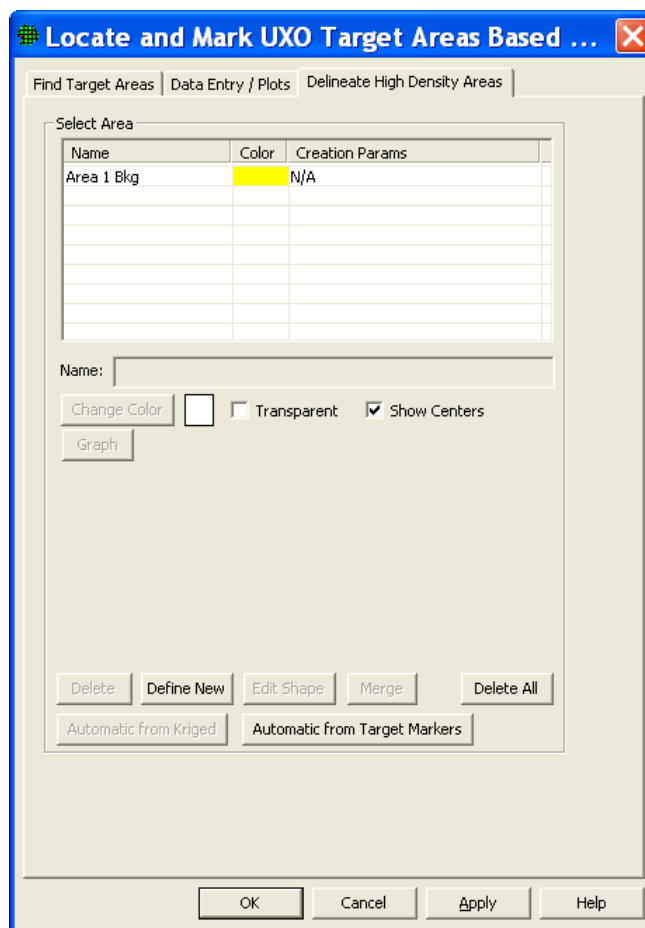 Locate and Mark UXO Target Areas Based ...
Find Target Areas Data Entry / Plots Delineate High Density Areas
Select Area
Name Color Creation Params
Area 1 Bkg N/A
Name:
Change Color Transparent Show Centers
Graph
Delete Define New Edit Shape Merge Delete All
Automatic from Kriged Automatic from Target Markers
OK Cancel Apply Help